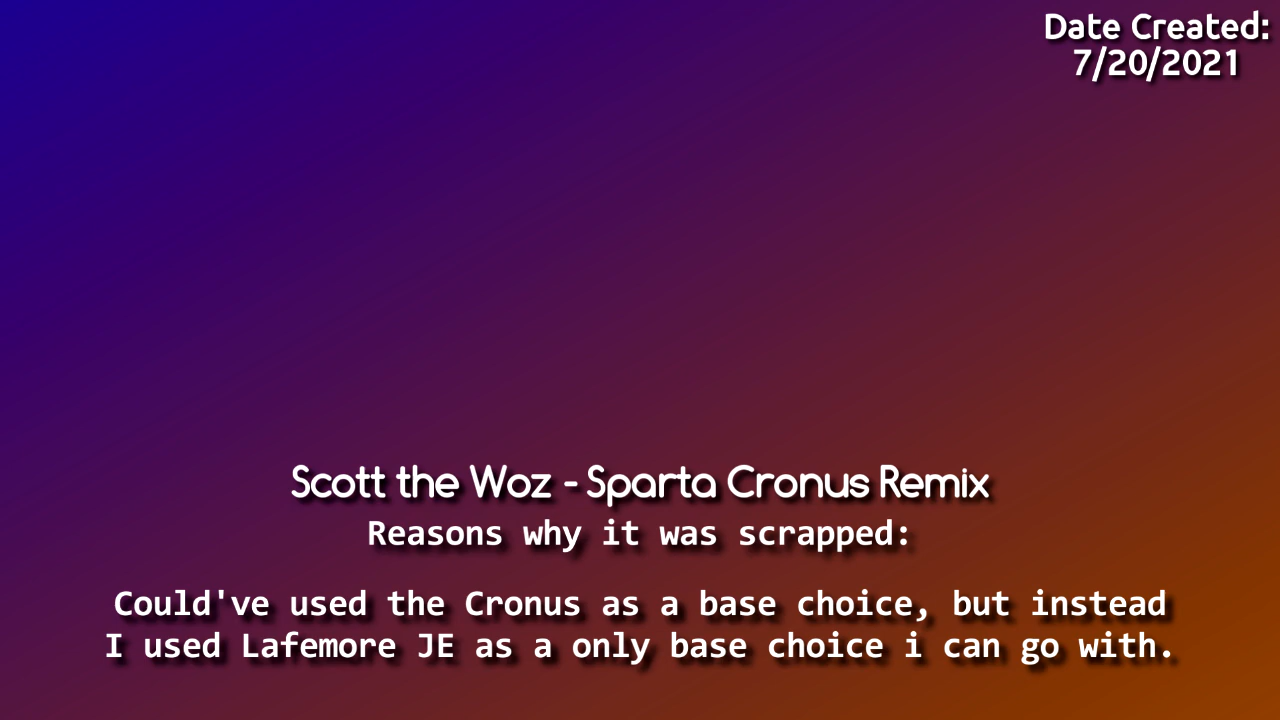 Date Created:
7/20/2021
Scott the Woz - Sparta Cronus Remix
Reasons why it was scrapped:
Could've used the Cronus as a base choice, but instead
I used Lafemore JE as a only base choice i can go with.